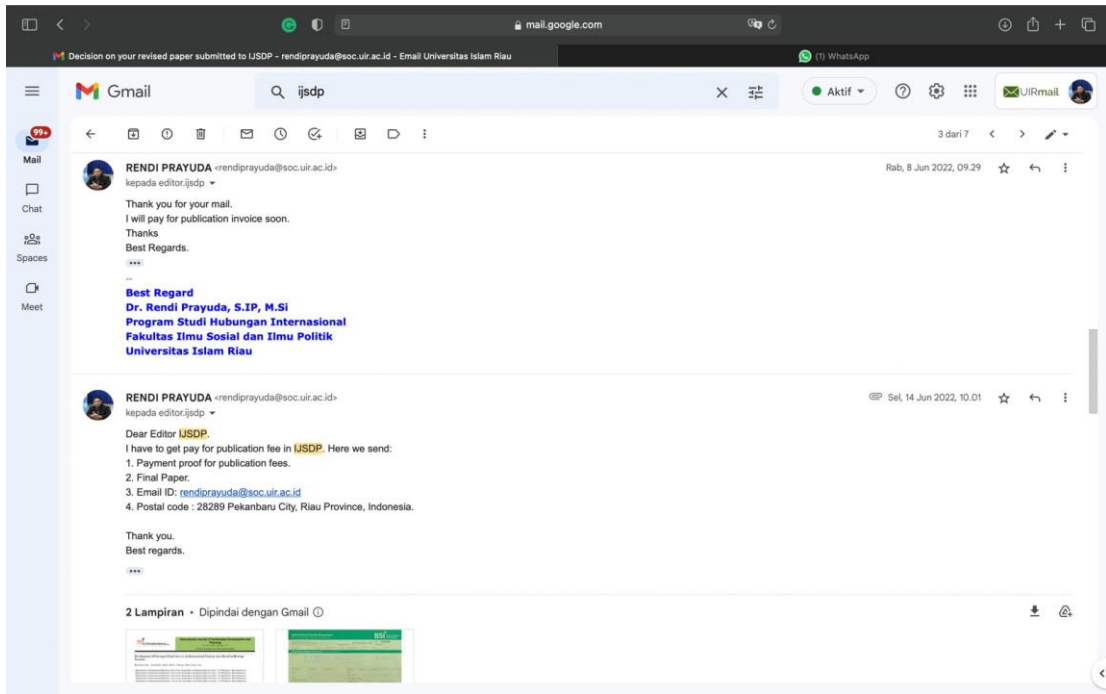 mail.google.com
Decision on your revised paper submitted to IJSDP - rendiprayuda@soc.uir.ac.id - Email Universitas Islam Riau
(1) WhatsApp
Gmail
ijsdp
Aktif
UIRmail
99+
Mail
Chat
Spaces
Meet
3 dari 7
RENDI PRAYUDA <rendiprayuda@soc.uir.ac.id>
Rab, 8 Jun 2022, 09.29
kepada editor.ijsdp
Thank you for your mail.
I will pay for publication invoice soon.
Thanks
Best Regards.
--
Best Regard
Dr. Rendi Prayuda, S.IP, M.Si
Program Studi Hubungan Internasional
Fakultas Ilmu Sosial dan Ilmu Politik
Universitas Islam Riau
RENDI PRAYUDA <rendiprayuda@soc.uir.ac.id>
Sel, 14 Jun 2022, 10.01
kepada editor.ijsdp
Dear Editor IJSDP.
I have to get pay for publication fee in IJSDP. Here we send:
1. Payment proof for publication fees.
2. Final Paper.
3. Email ID: rendiprayuda@soc.uir.ac.id
4. Postal code : 28289 Pekanbaru City, Riau Province, Indonesia.
Thank you.
Best regards.
2 Lampiran • Dipindai dengan Gmail
BSI